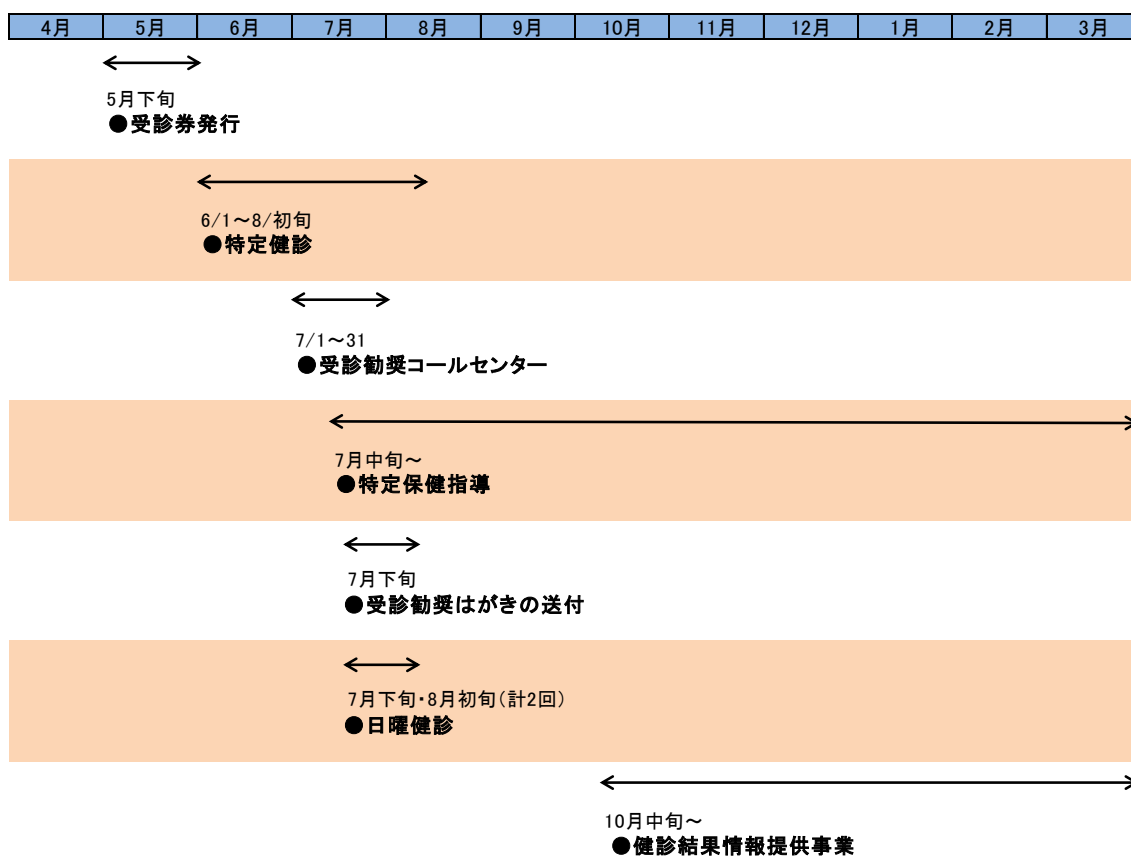 4月 5月 6月 7月 8月 9月 10月 11月 12月 1月 2月 3月
5月下旬
●受診券発行
6/1～8/初旬
●特定健診
7/1～31
●受診勧奨コールセンター
7月中旬～
●特定保健指導
7月下旬
●受診勧奨はがきの送付
7月下旬・8月初旬（計2回）
●日曜健診
10月中旬～
●健診結果情報提供事業